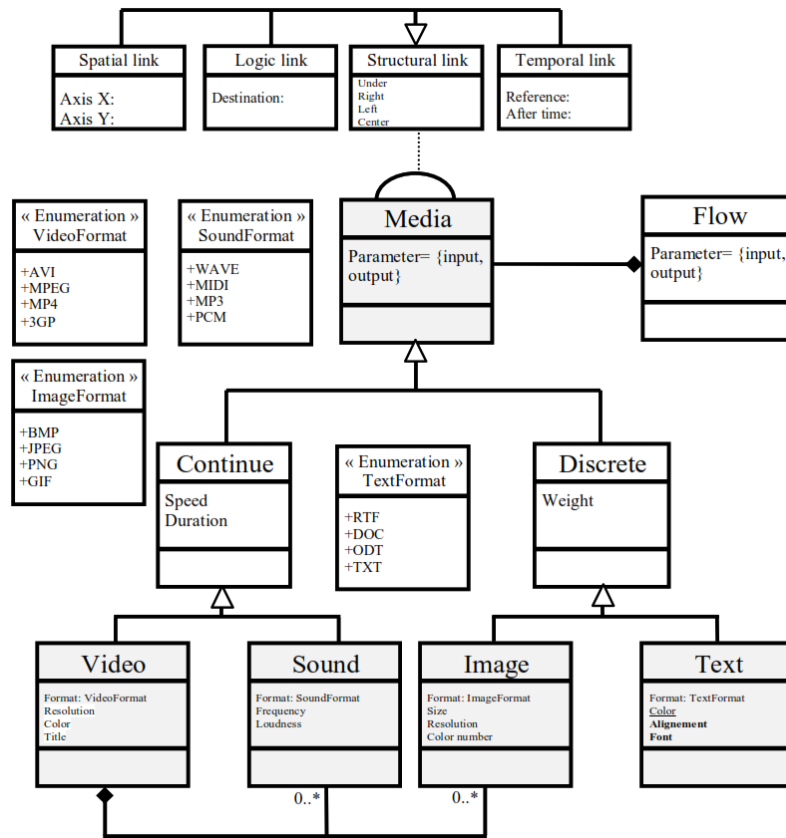 Spatial link
Axis X:
Axis Y:
Logic link
Destination:
Structural link
Under
Right
Left
Center
Temporal link
Reference:
After time:
« Enumeration »
VideoFormat
+AVI
+MPEG
+MP4
+3GP
« Enumeration »
SoundFormat
+WAVE
+MIDI
+MP3
+PCM
Media
Parameter= {input,
output}
Flow
Parameter= {input,
output}
« Enumeration »
ImageFormat
+BMP
+JPEG
+PNG
+GIF
Continue
Speed
Duration
« Enumeration »
TextFormat
+RTF
+DOC
+ODT
+TXT
Discrete
Weight
Video
Format: VideoFormat
Resolution
Color
Title
Sound
Format: SoundFormat
Frequency
Loudness
Image
Format: ImageFormat
Size
Resolution
Color number
Text
Format: TextFormat
Color
Alignement
Font
0..*
0..*